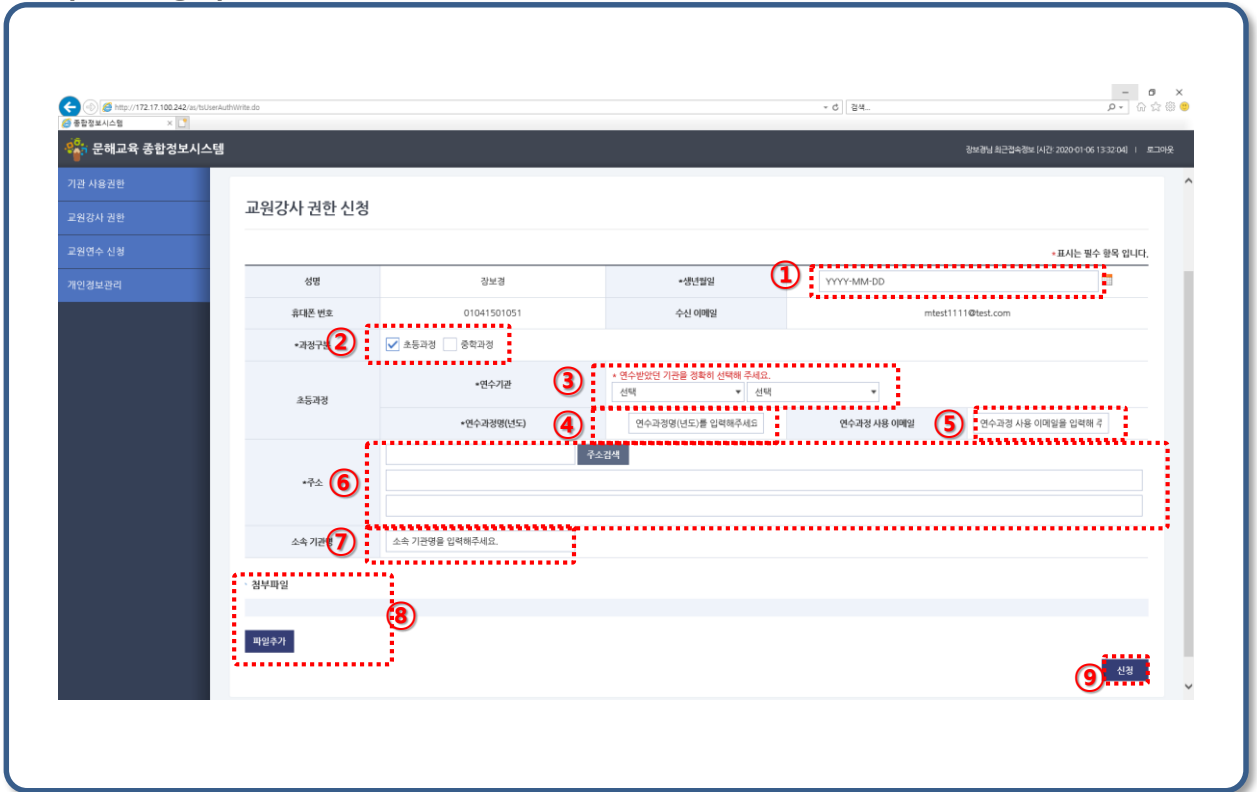 http://172.17.100.242/as/tsUserAuthWrite.do
검색...
종합정보시스템
문해교육 종합정보시스템
장보경님 최근접속정보 [시간: 2020-01-06 13:32:04] | 로그아웃
기관 사용권한
교원강사 권한
교원연수 신청
개인정보관리
교원강사 권한 신청
*표시는 필수 항목 입니다.
성명 장보경 *생년월일 ① YYYY-MM-DD
휴대폰 번호 01041501051 수신 이메일 mtest1111@test.com
*과정구분 ② 초등과정 중학과정
초등과정
*연수기관 ③ * 연수받았던 기관을 정확히 선택해 주세요.
선택 선택
*연수과정명(년도) ④ 연수과정명(년도)를 입력해주세요 연수과정 사용 이메일 ⑤ 연수과정 사용 이메일을 입력해 주
*주소 ⑥ 주소검색
소속 기관명 ⑦ 소속 기관명을 입력해주세요.
첨부파일
⑧
파일추가
⑨ 신청